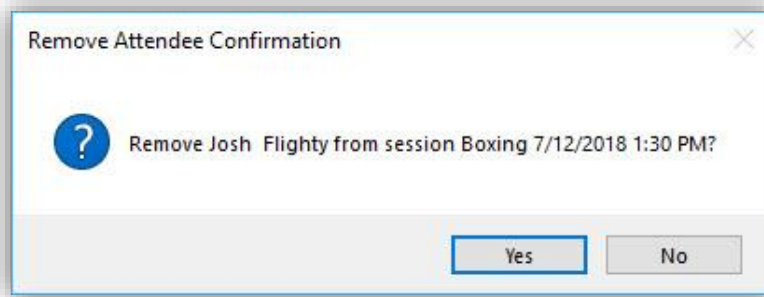 Remove Attendee Confirmation
?
Remove Josh  Flighty from session Boxing 7/12/2018 1:30 PM?
Yes No